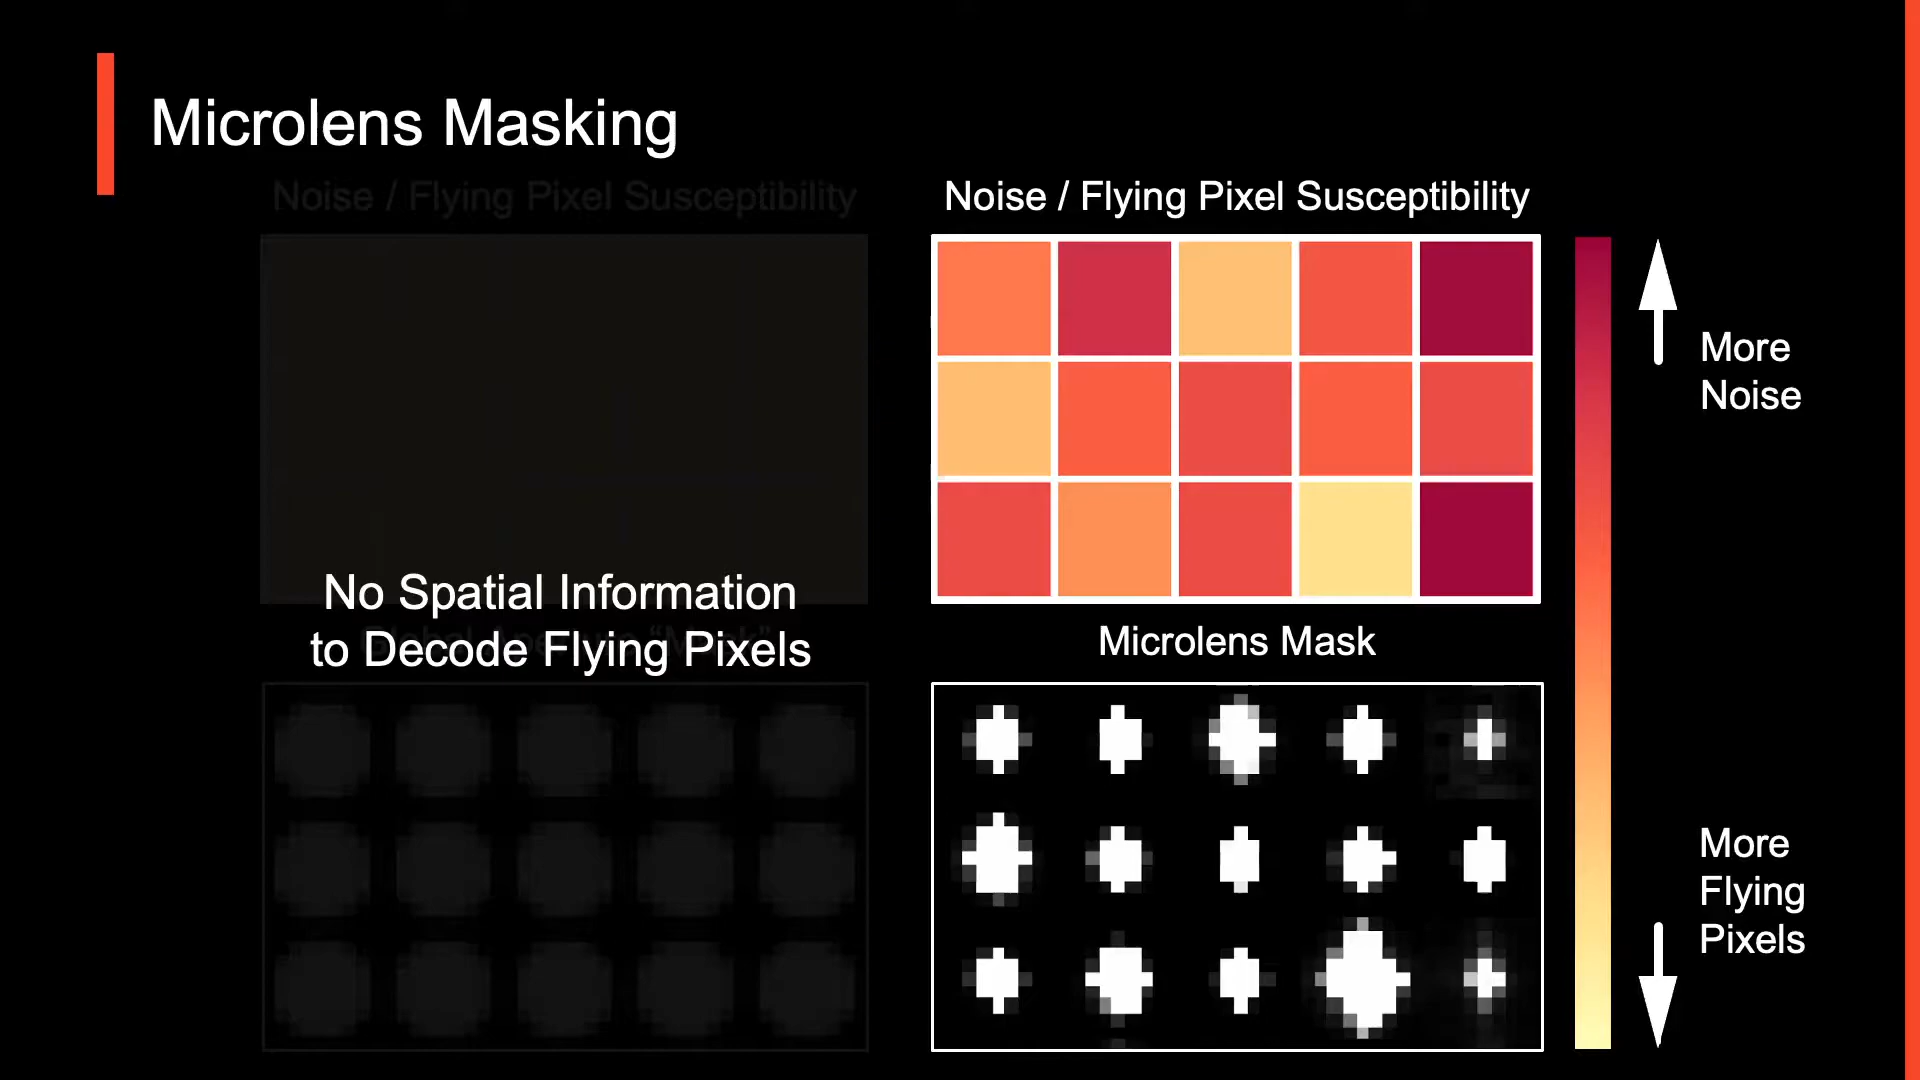 Microlens Masking
Noise / Flying Pixel Susceptibility
Noise / Flying Pixel Susceptibility
More
Noise
No Spatial Information
to Decode Flying Pixels
Microlens Mask
More
Flying
Pixels